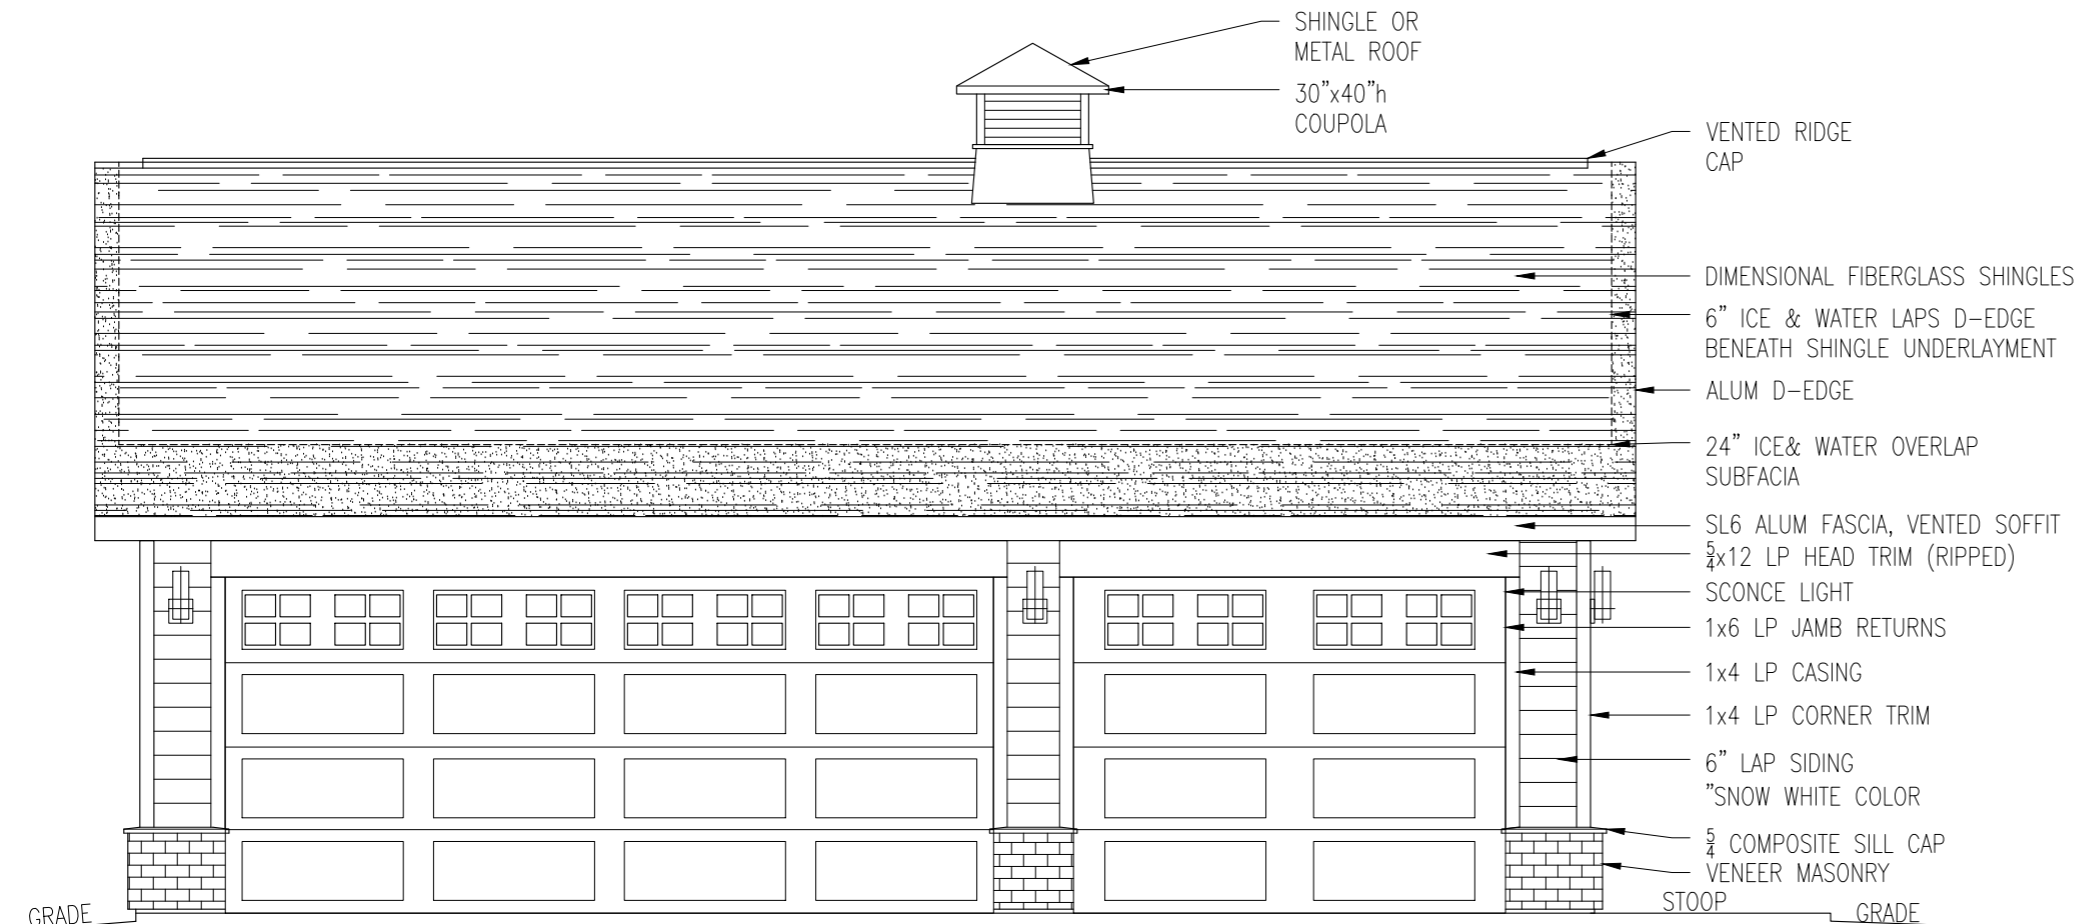 SHINGLE OR
METAL ROOF
30"x40"h
COUPOLA
VENTED RIDGE
CAP
DIMENSIONAL FIBERGLASS SHINGLES
6" ICE & WATER LAPS D-EDGE
BENEATH SHINGLE UNDERLAYMENT
ALUM D-EDGE
24" ICE& WATER OVERLAP
SUBFACIA
SL6 ALUM FASCIA, VENTED SOFFIT
5/4x12 LP HEAD TRIM (RIPPED)
SCONCE LIGHT
1x6 LP JAMB RETURNS
1x4 LP CASING
1x4 LP CORNER TRIM
6" LAP SIDING
"SNOW WHITE COLOR
5/4 COMPOSITE SILL CAP
VENEER MASONRY
STOOP
GRADE
GRADE